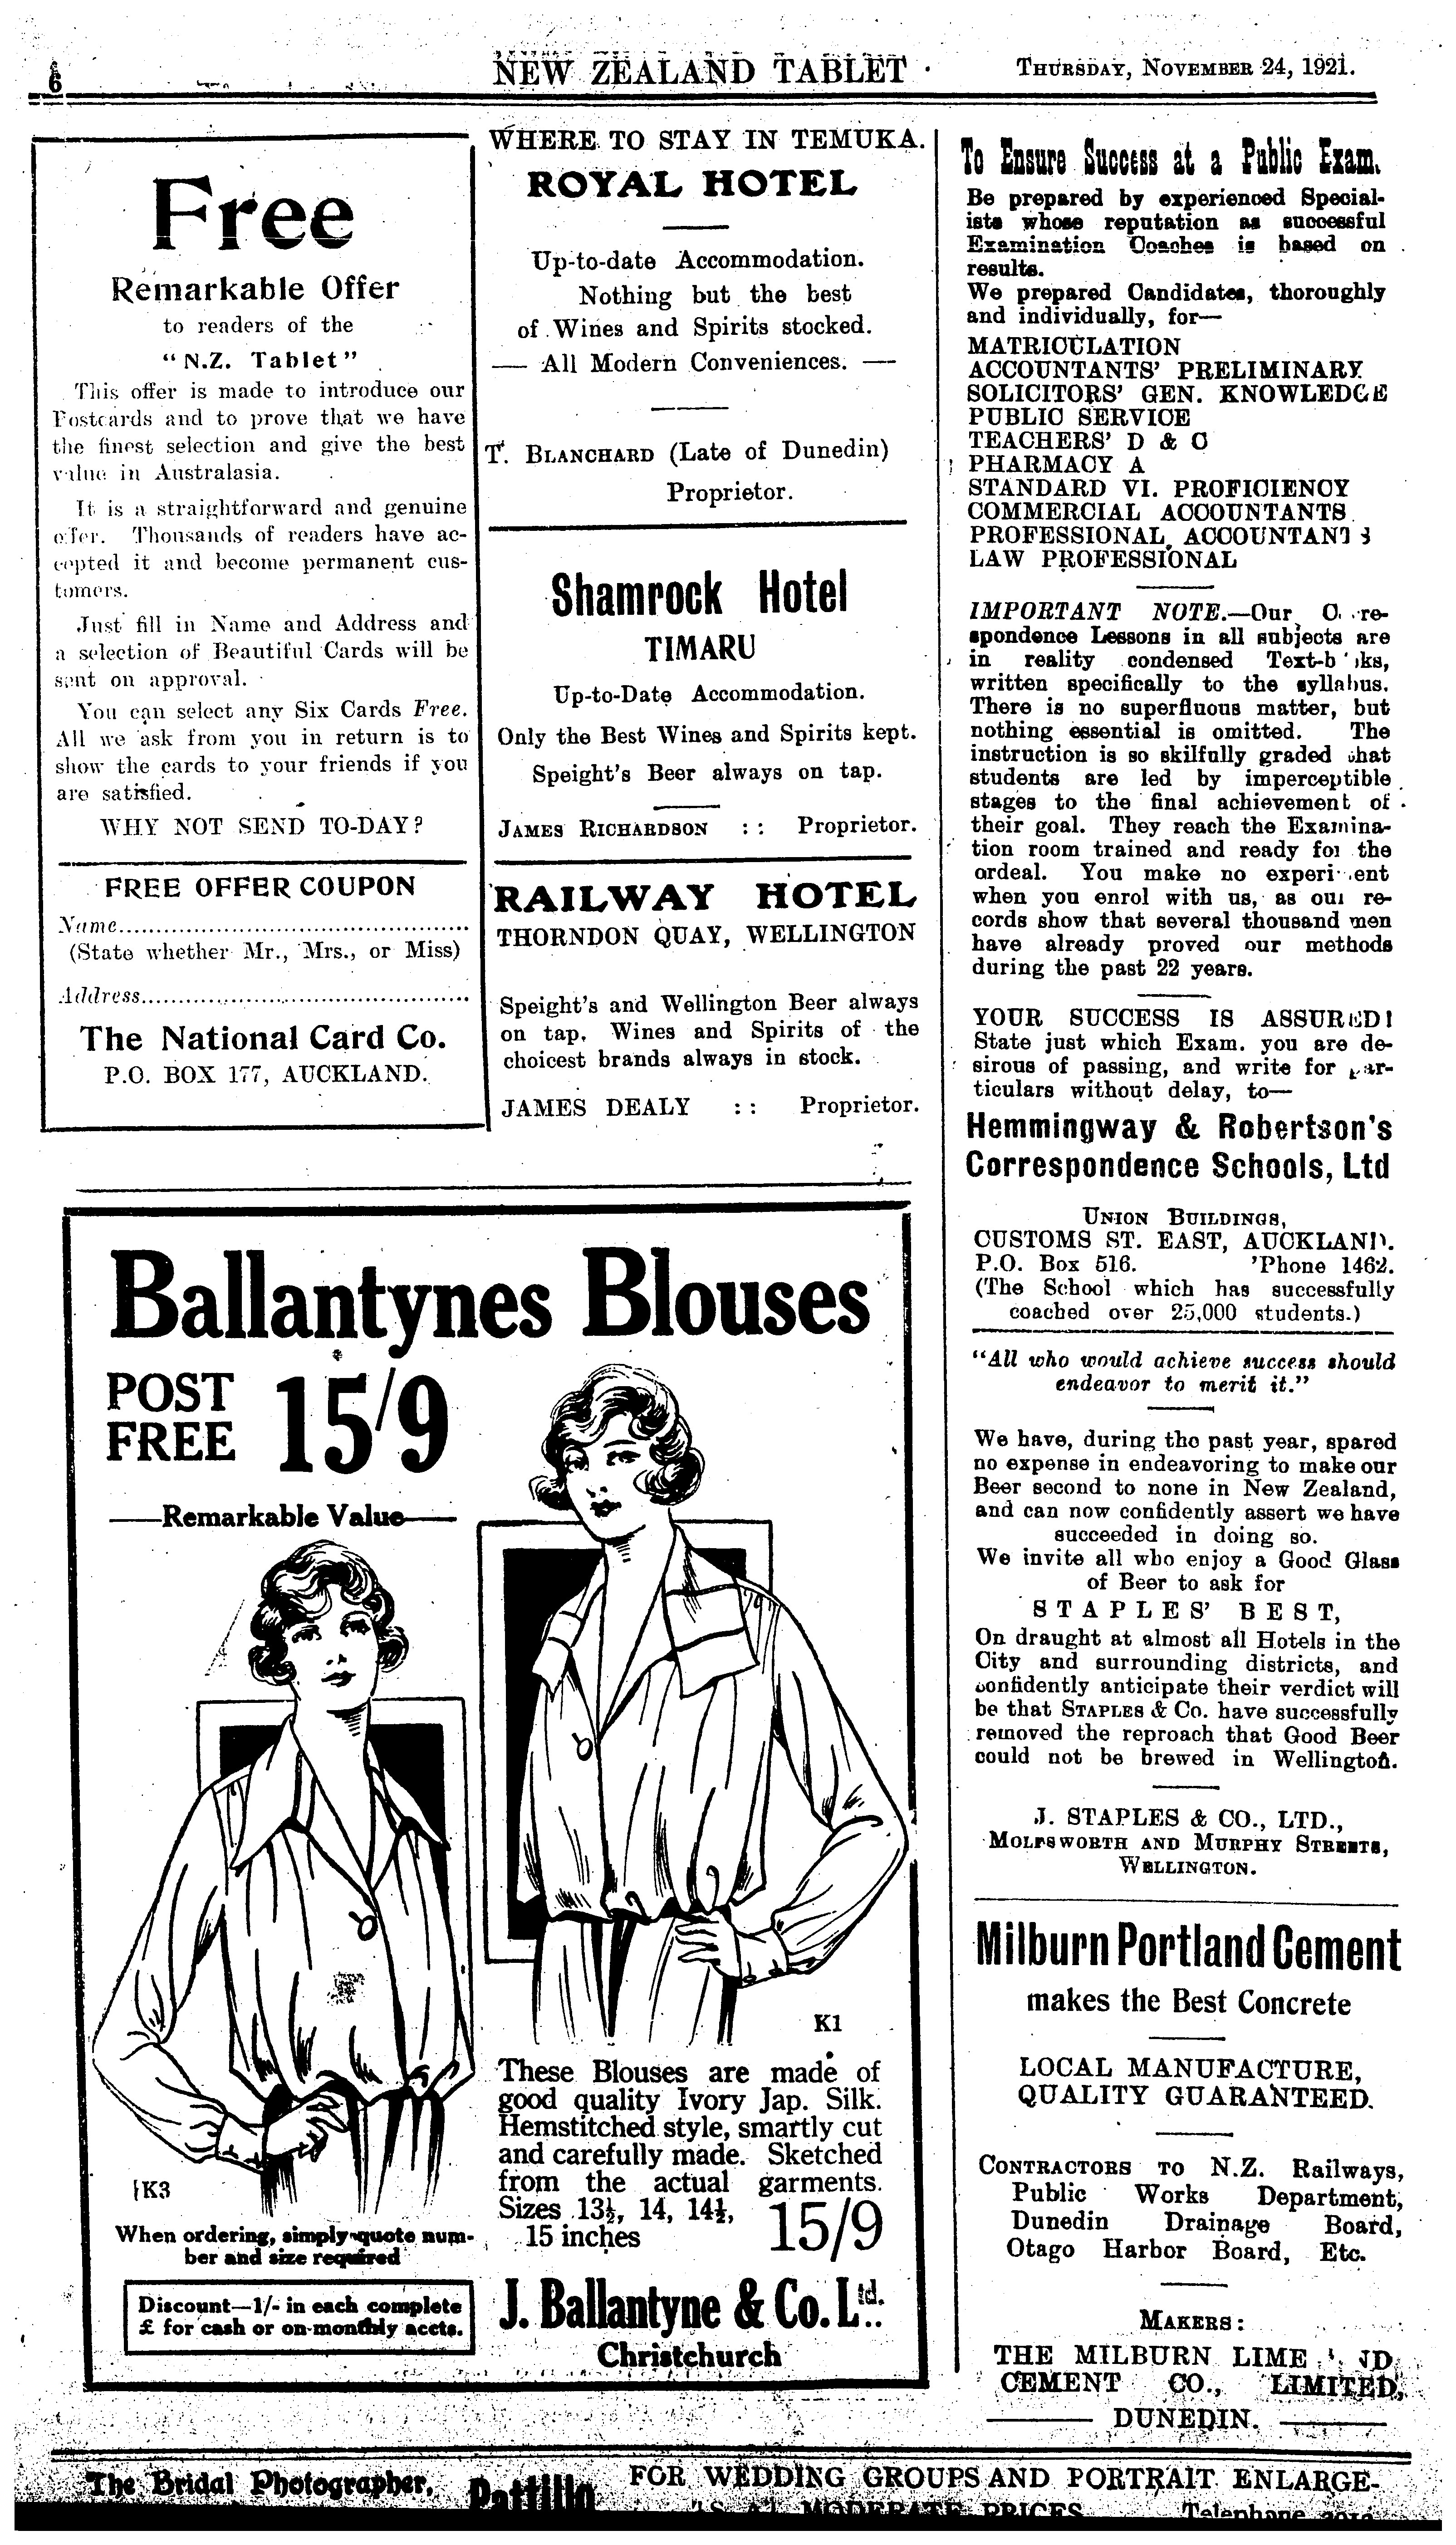 6
NEW ZEALAND TABLET
THURSDAY, NOVEMBER 24, 1921.
Free
Remarkable Offer
to readers of the
"N.Z. Tablet"
This offer is made to introduce our
Postcards and to prove that we have
the finest selection and give the best
value in Australasia.
It is a straightforward and genuine
offer. Thousands of readers have ac-
cepted it and become permanent cus-
tomers.
Just fill in Name and Address and
a selection of Beautiful Cards will be
sent on approval.
You can select any Six Cards Free.
All we ask from you in return is to
show the cards to your friends if you
are satisfied.
WHY NOT SEND TO-DAY?
FREE OFFER COUPON
Name............................................
(State whether Mr., Mrs., or Miss)
Address.........................................
The National Card Co.
P.O. BOX 177, AUCKLAND.
WHERE TO STAY IN TEMUKA.
ROYAL HOTEL
Up-to-date Accommodation.
Nothing but the best
of Wines and Spirits stocked.
— All Modern Conveniences. —
T. BLANCHARD (Late of Dunedin)
Proprietor.
Shamrock Hotel
TIMARU
Up-to-Date Accommodation.
Only the Best Wines and Spirits kept.
Speight's Beer always on tap.
JAMES RICHARDSON :: Proprietor.
RAILWAY HOTEL
THORNDON QUAY, WELLINGTON
Speight's and Wellington Beer always
on tap. Wines and Spirits of the
choicest brands always in stock.
JAMES DEALY :: Proprietor.
Ballantynes Blouses
POST
FREE
15/9
—Remarkable Value—
K1
K3
These Blouses are made of
good quality Ivory Jap. Silk.
Hemstitched style, smartly cut
and carefully made. Sketched
from the actual garments.
Sizes 13½, 14, 14½,
15 inches
15/9
When ordering, simply quote num-
ber and size required
Discount—1/- in each complete
£ for cash or on monthly accts.
J. Ballantyne & Co. Ltd.
Christchurch
To Ensure Success at a Public Exam.
Be prepared by experienced Special-
ists whose reputation as successful
Examination Coaches is based on
results.
We prepared Candidates, thoroughly
and individually, for—
MATRICULATION
ACCOUNTANTS' PRELIMINARY
SOLICITORS' GEN. KNOWLEDGE
PUBLIC SERVICE
TEACHERS' D & C
PHARMACY A
STANDARD VI. PROFICIENCY
COMMERCIAL ACCOUNTANTS
PROFESSIONAL ACCOUNTANTS
LAW PROFESSIONAL
IMPORTANT NOTE.—Our Corre-
spondence Lessons in all subjects are
in reality condensed Text-books,
written specifically to the syllabus.
There is no superfluous matter, but
nothing essential is omitted. The
instruction is so skilfully graded that
students are led by imperceptible
stages to the final achievement of
their goal. They reach the Examina-
tion room trained and ready for the
ordeal. You make no experiment
when you enrol with us, as our re-
cords show that several thousand men
have already proved our methods
during the past 22 years.
YOUR SUCCESS IS ASSURED!
State just which Exam. you are de-
sirous of passing, and write for par-
ticulars without delay, to—
Hemmingway & Robertson's
Correspondence Schools, Ltd
UNION BUILDINGS,
CUSTOMS ST. EAST, AUCKLAND.
P.O. Box 516. 'Phone 1462.
(The School which has successfully
coached over 25,000 students.)
"All who would achieve success should
endeavor to merit it."
We have, during the past year, spared
no expense in endeavoring to make our
Beer second to none in New Zealand,
and can now confidently assert we have
succeeded in doing so.
We invite all who enjoy a Good Glass
of Beer to ask for
STAPLES' BEST,
On draught at almost all Hotels in the
City and surrounding districts, and
confidently anticipate their verdict will
be that STAPLES & Co. have successfully
removed the reproach that Good Beer
could not be brewed in Wellington.
J. STAPLES & CO., LTD.,
MOLESWORTH AND MURPHY STREETS,
WELLINGTON.
Milburn Portland Cement
makes the Best Concrete
LOCAL MANUFACTURE,
QUALITY GUARANTEED.
CONTRACTORS TO N.Z. Railways,
Public Works Department,
Dunedin Drainage Board,
Otago Harbor Board, Etc.
MAKERS:
THE MILBURN LIME AND
CEMENT CO., LIMITED,
DUNEDIN.
The Bridal Photographer,
Pattillo
FOR WEDDING GROUPS AND PORTRAIT ENLARGE-
AT MODERATE PRICES
Telephone